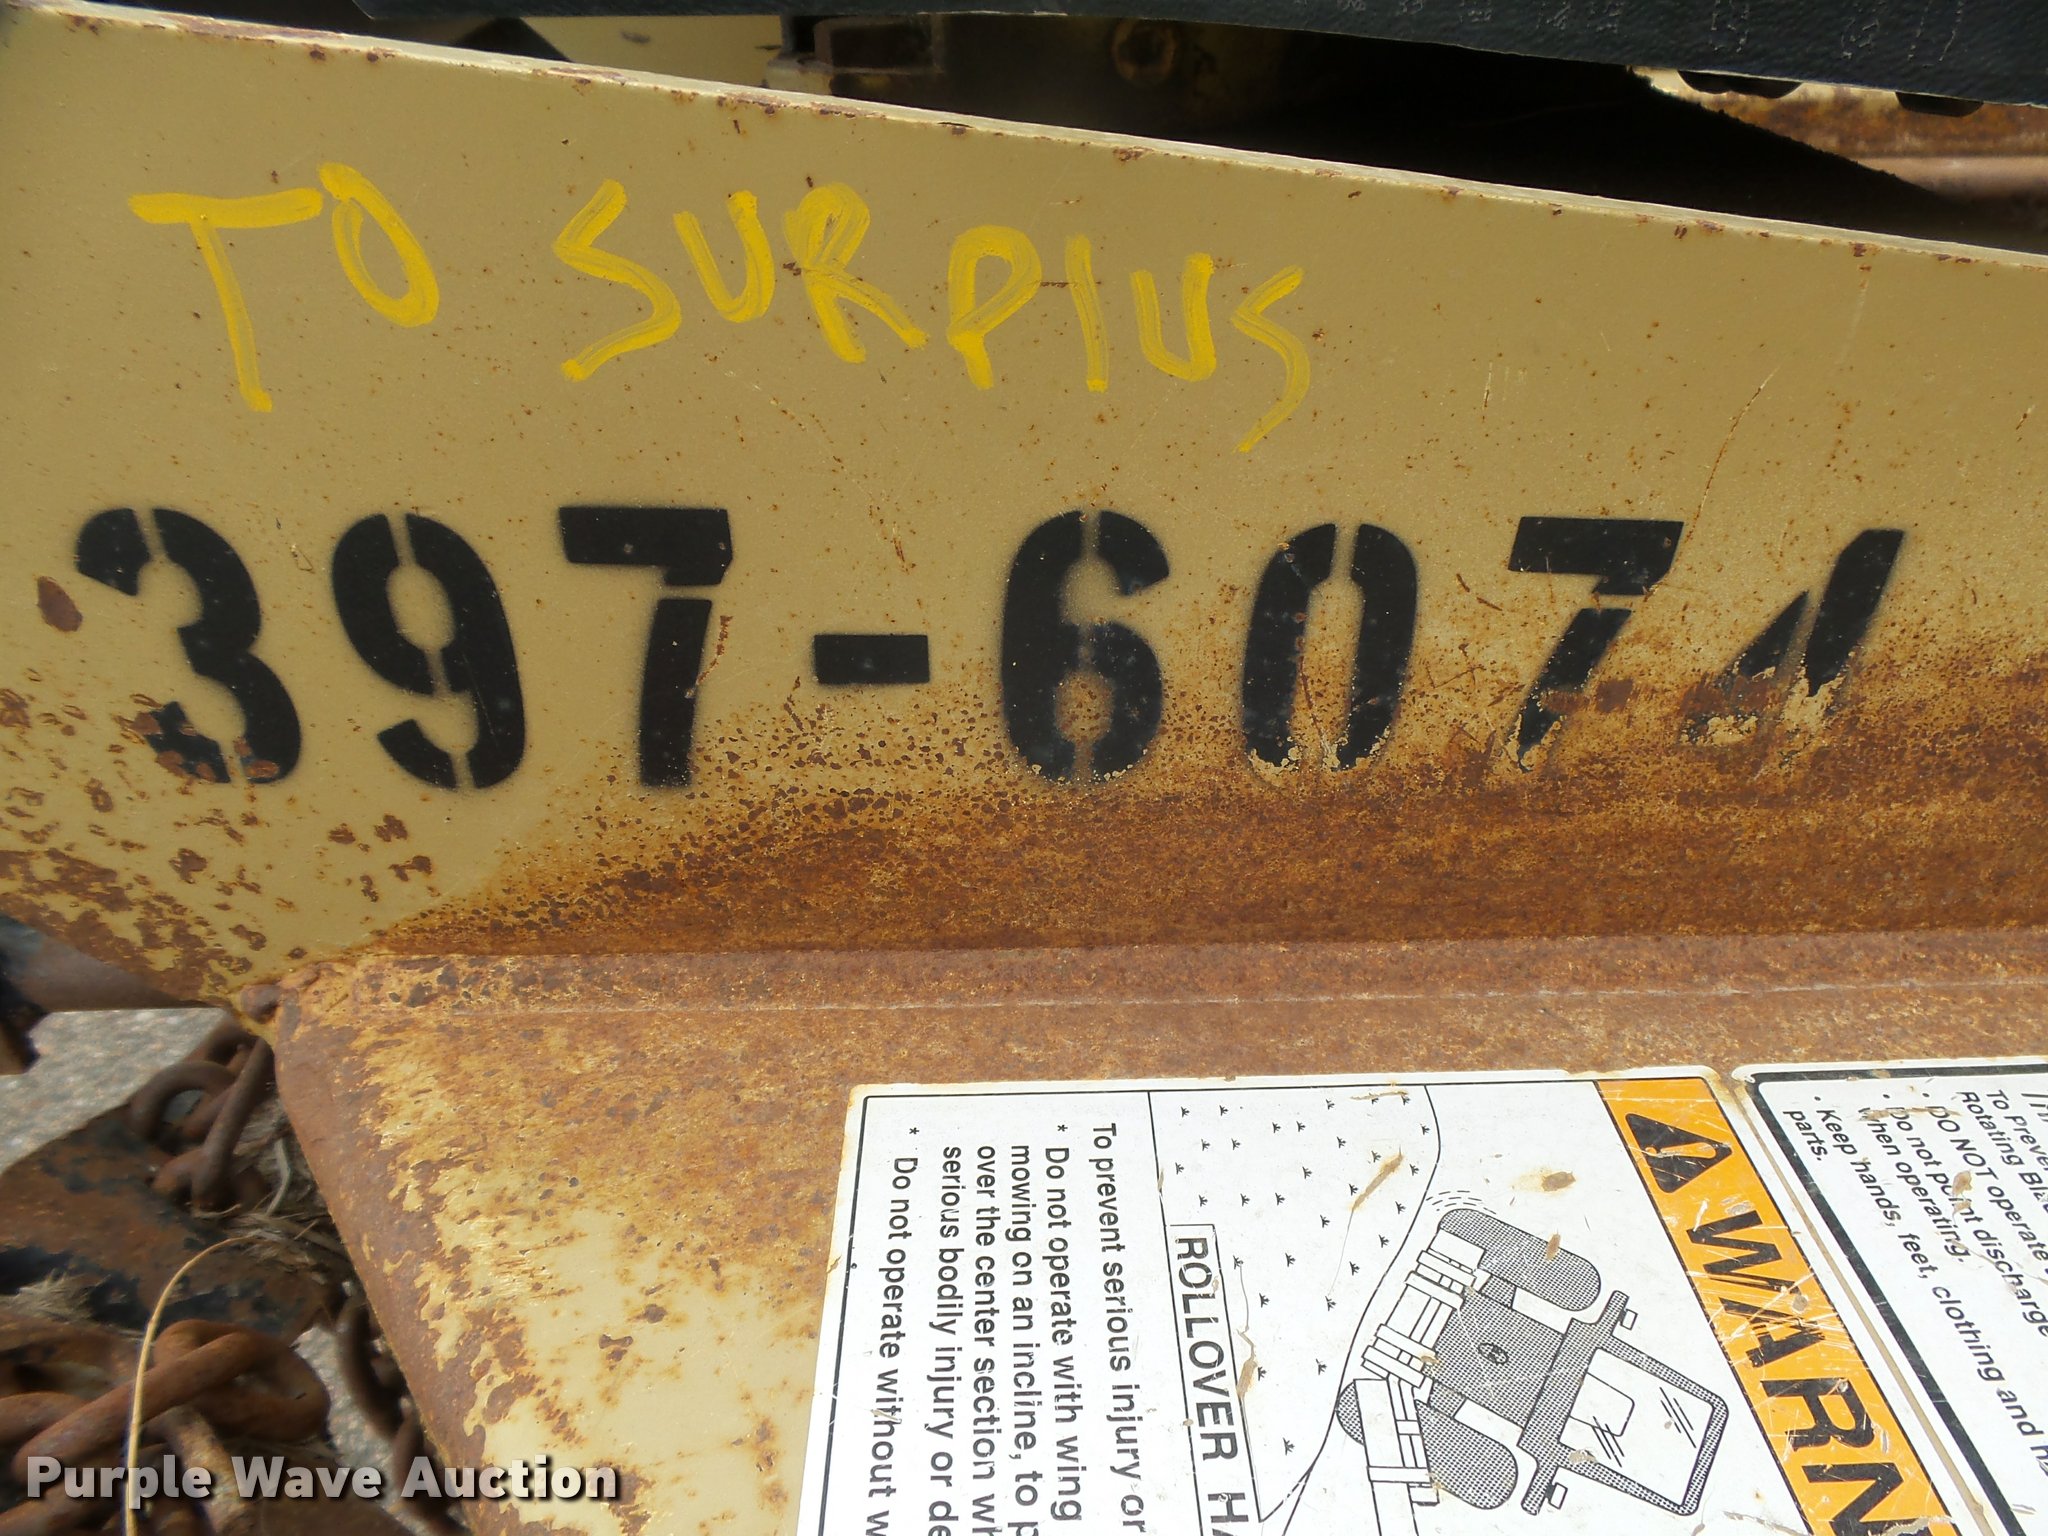 TO SURPlUS
397-6074
WARN
ROLLOVER HA
To prevent serious injury or
* Do not operate with wing
mowing on an incline, to p
over the center section wh
serious bodily injury or de
* Do not operate without w
To preve
Rotating Bla
• DO NOT operate
• Do not point discharge
when operating.
• Keep hands, feet, clothing and h
parts.
Purple Wave Auction